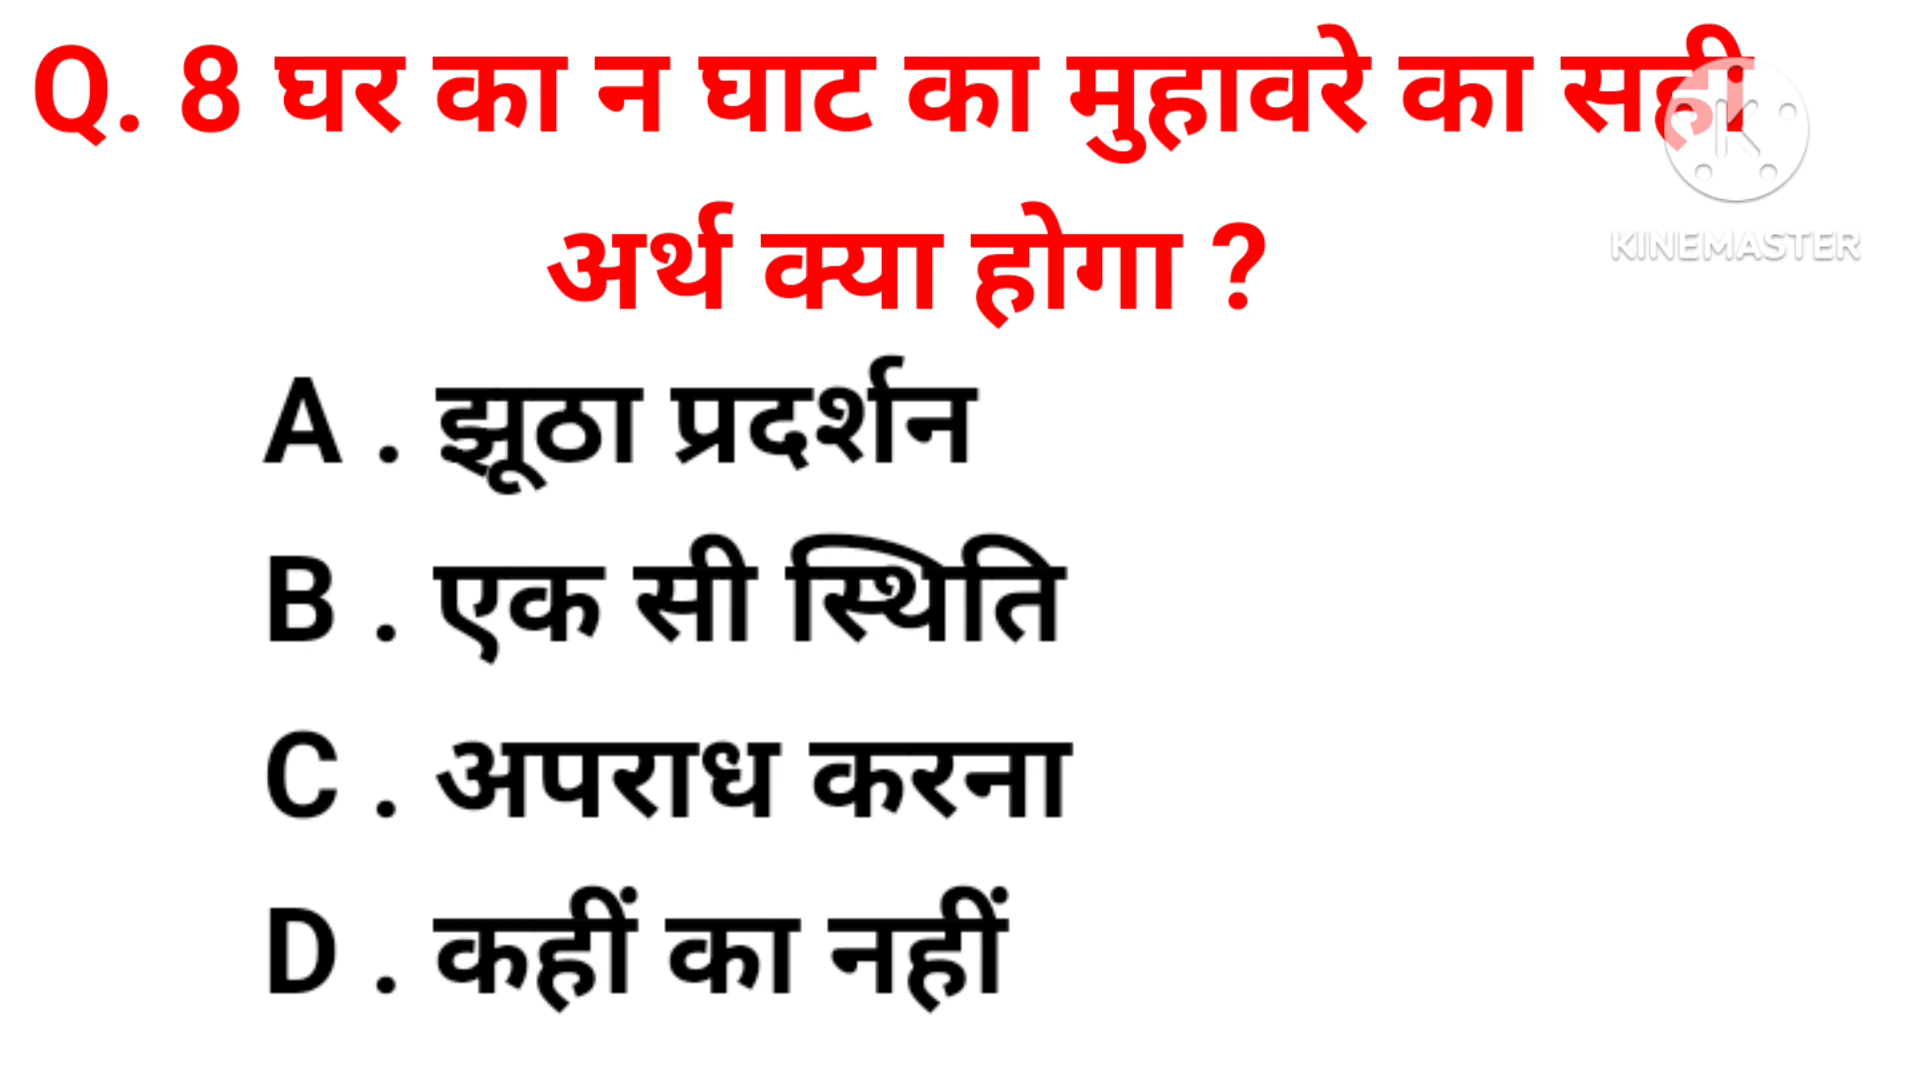 Q. 8 घर का न घाट का मुहावरे का सही
KINEMASTER
अर्थ क्या होगा ?
A . झूठा प्रदर्शन
B . एक सी स्थिति
C . अपराध करना
D . कहीं का नहीं